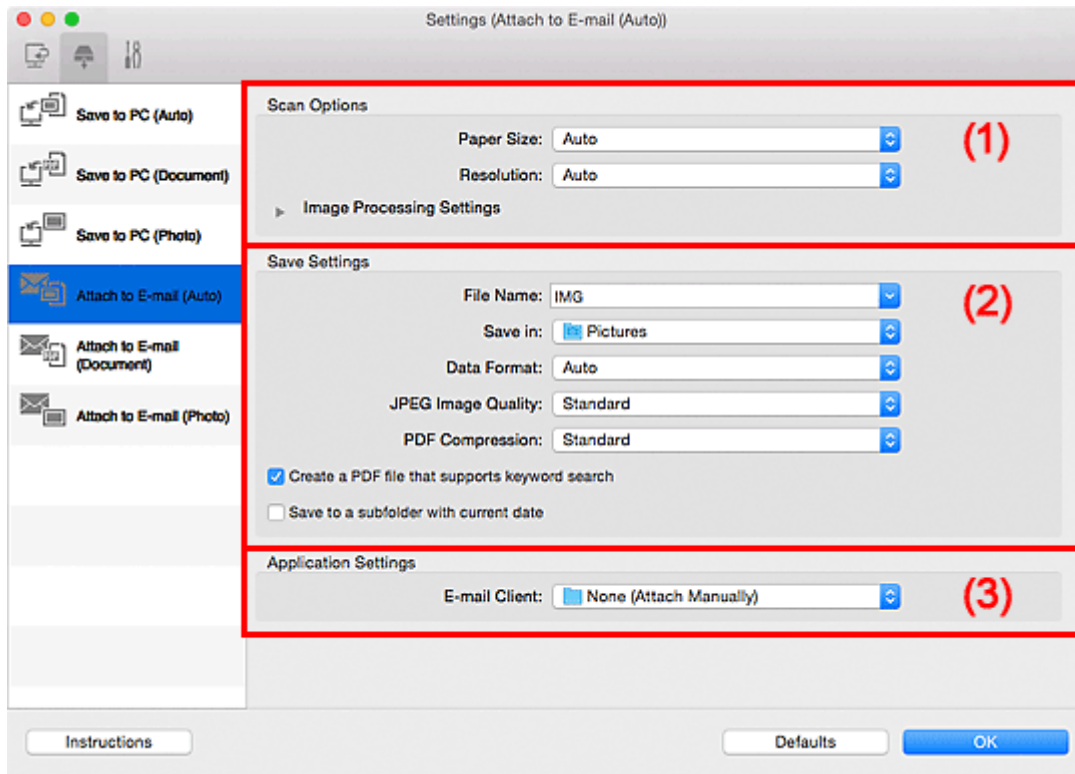 Settings (Attach to E-mail (Auto))
Save to PC (Auto)
Save to PC (Document)
Save to PC (Photo)
Attach to E-mail (Auto)
Attach to E-mail
(Document)
Attach to E-mail (Photo)
Scan Options
(1)
Paper Size: Auto
Resolution: Auto
Image Processing Settings
Save Settings
(2)
File Name: IMG
Save in: Pictures
Data Format: Auto
JPEG Image Quality: Standard
PDF Compression: Standard
Create a PDF file that supports keyword search
Save to a subfolder with current date
Application Settings
(3)
E-mail Client: None (Attach Manually)
Instructions
Defaults
OK